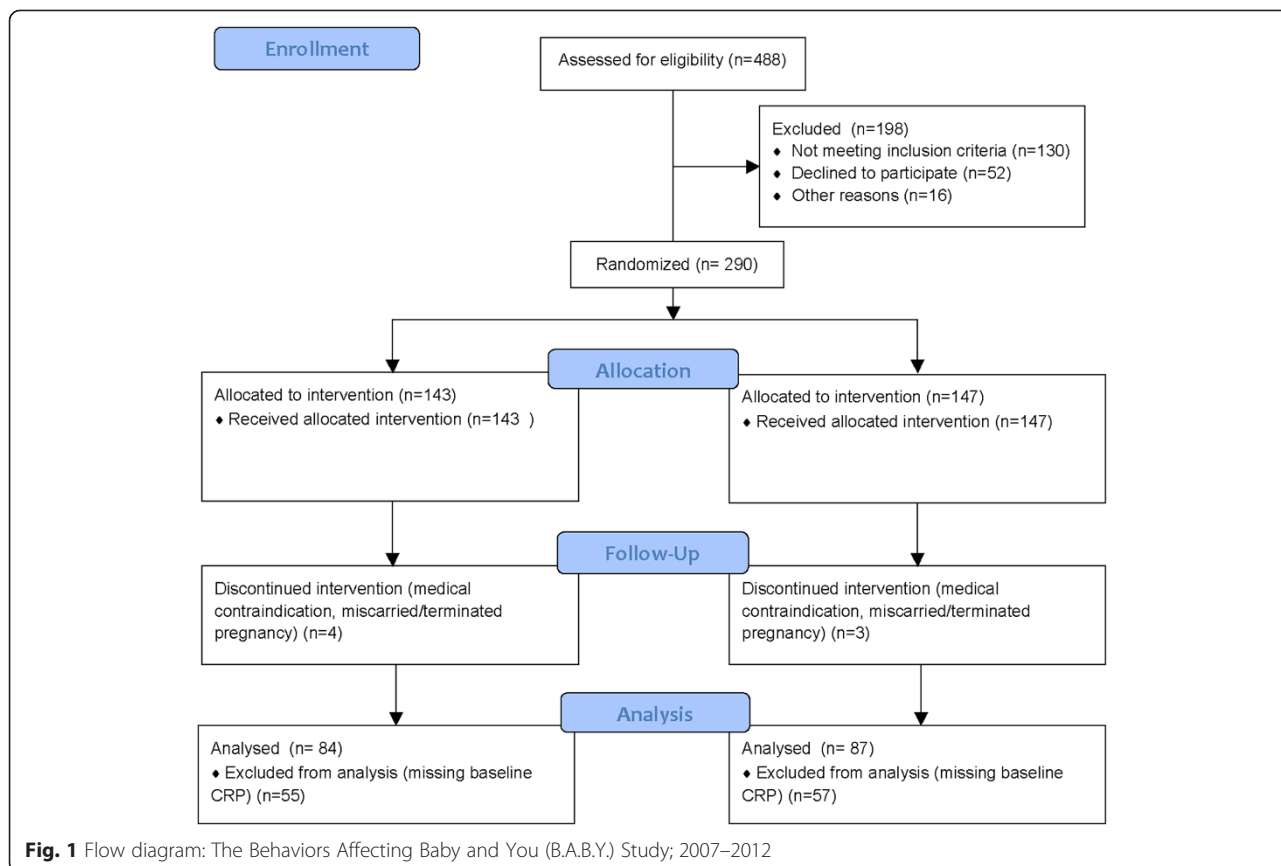 Enrollment
Assessed for eligibility (n=488)
Excluded (n=198)
♦ Not meeting inclusion criteria (n=130)
♦ Declined to participate (n=52)
♦ Other reasons (n=16)
Randomized (n= 290)
Allocation
Allocated to intervention (n=143)
♦ Received allocated intervention (n=143 )
Allocated to intervention (n=147)
♦ Received allocated intervention (n=147)
Follow-Up
Discontinued intervention (medical
contraindication, miscarried/terminated
pregnancy) (n=4)
Discontinued intervention (medical
contraindication, miscarried/terminated
pregnancy) (n=3)
Analysis
Analysed (n= 84)
♦ Excluded from analysis (missing baseline
CRP) (n=55)
Analysed (n= 87)
♦ Excluded from analysis (missing baseline
CRP) (n=57)
Fig. 1 Flow diagram: The Behaviors Affecting Baby and You (B.A.B.Y.) Study; 2007–2012